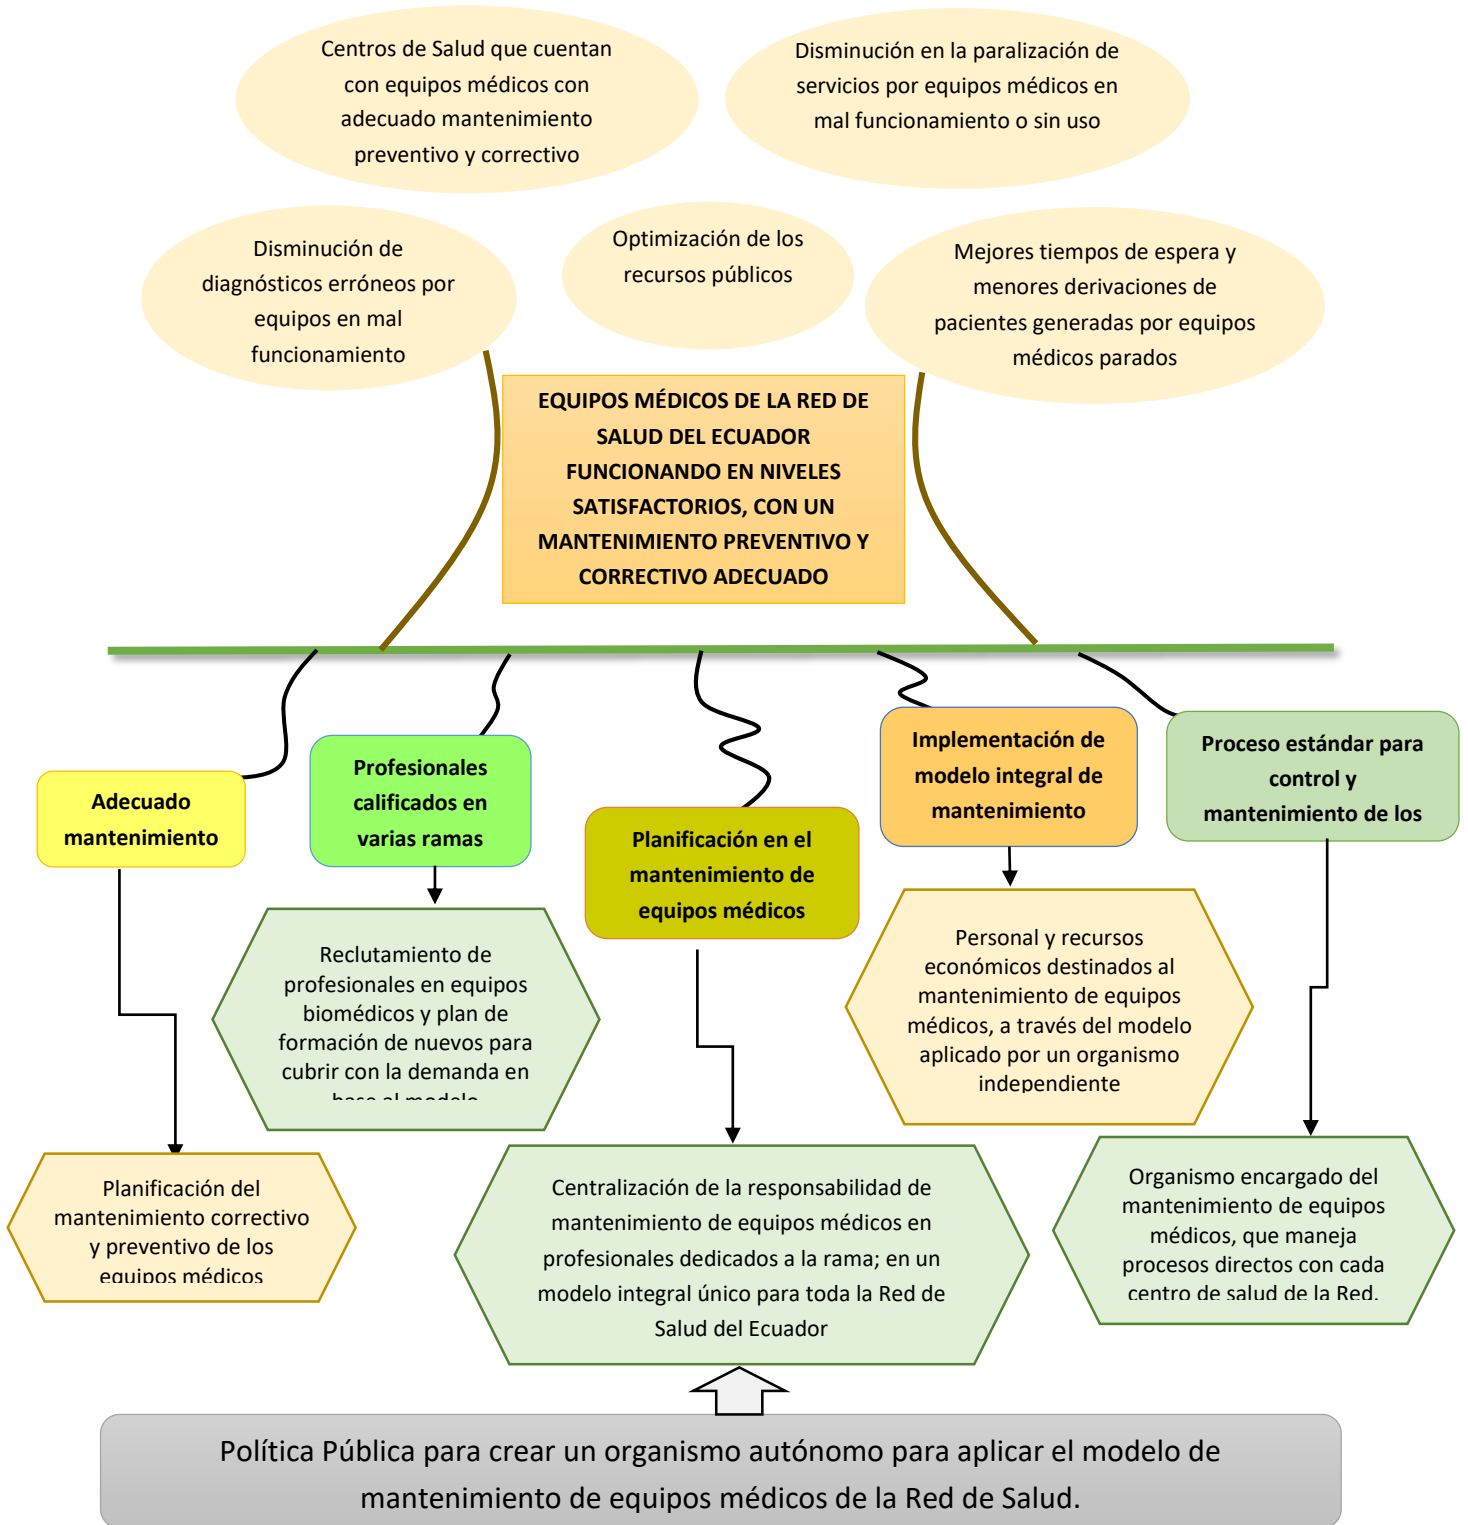 Centros de Salud que cuentan
con equipos médicos con
adecuado mantenimiento
preventivo y correctivo
Disminución en la paralización de
servicios por equipos médicos en
mal funcionamiento o sin uso
Disminución de
diagnósticos erróneos por
equipos en mal
funcionamiento
Optimización de los
recursos públicos
Mejores tiempos de espera y
menores derivaciones de
pacientes generadas por equipos
médicos parados
EQUIPOS MÉDICOS DE LA RED DE
SALUD DEL ECUADOR
FUNCIONANDO EN NIVELES
SATISFACTORIOS, CON UN
MANTENIMIENTO PREVENTIVO Y
CORRECTIVO ADECUADO
Adecuado
mantenimiento
Profesionales
calificados en
varias ramas
Planificación en el
mantenimiento de
equipos médicos
Implementación de
modelo integral de
mantenimiento
Proceso estándar para
control y
mantenimiento de los
Reclutamiento de
profesionales en equipos
biomédicos y plan de
formación de nuevos para
cubrir con la demanda en
base al modelo
Personal y recursos
económicos destinados al
mantenimiento de equipos
médicos, a través del modelo
aplicado por un organismo
independiente
Planificación del
mantenimiento correctivo
y preventivo de los
equipos médicos
Centralización de la responsabilidad de
mantenimiento de equipos médicos en
profesionales dedicados a la rama; en un
modelo integral único para toda la Red de
Salud del Ecuador
Organismo encargado del
mantenimiento de equipos
médicos, que maneja
procesos directos con cada
centro de salud de la Red.
Política Pública para crear un organismo autónomo para aplicar el modelo de
mantenimiento de equipos médicos de la Red de Salud.